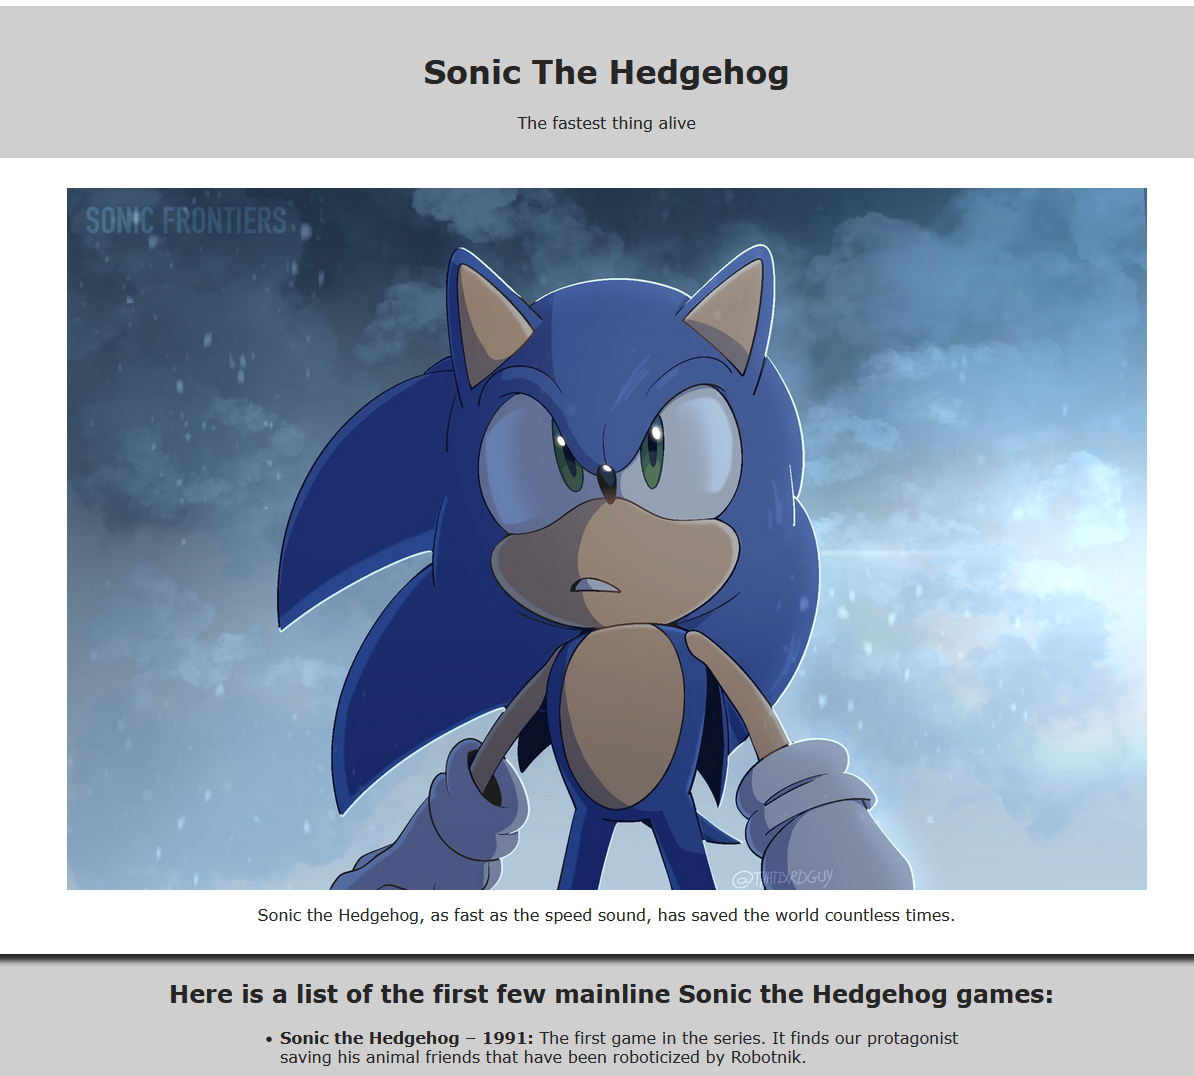 Sonic The Hedgehog
The fastest thing alive
SONIC FRONTIERS
@THATBIRDGUY
Sonic the Hedgehog, as fast as the speed sound, has saved the world countless times.
Here is a list of the first few mainline Sonic the Hedgehog games:
• Sonic the Hedgehog – 1991: The first game in the series. It finds our protagonist
saving his animal friends that have been roboticized by Robotnik.